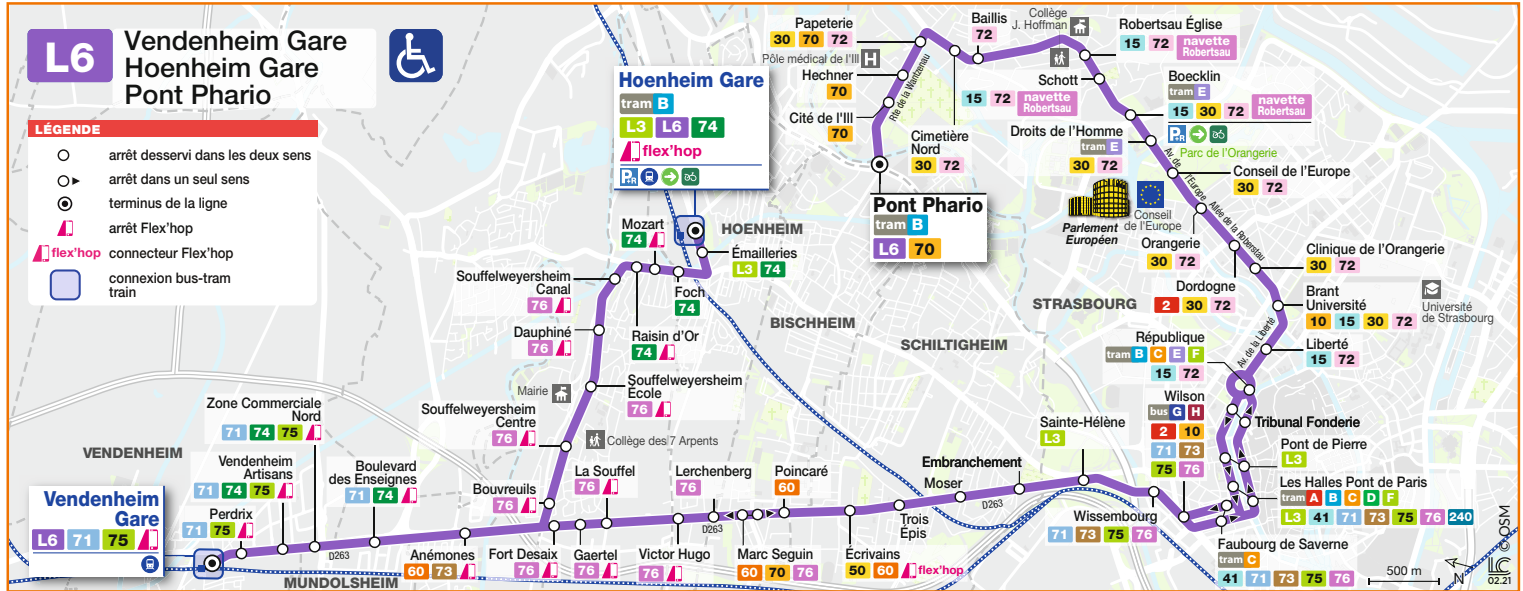 L6
Vendenheim Gare
Hoenheim Gare
Pont Phario
LÉGENDE
arrêt desservi dans les deux sens
arrêt dans un seul sens
terminus de la ligne
arrêt Flex'hop
flex'hop connecteur Flex'hop
connexion bus-tram
train
Hoenheim Gare
tram B
L3 L6 74
flex'hop
P+R
HOENHEIM
Mozart
74
Émailleries
L3 74
Foch
74
Raisin d'Or
74
Souffelweyersheim
Canal
76
Dauphiné
76
Souffelweyersheim
École
76
Mairie
Souffelweyersheim
Centre
76
Collège des 7 Arpents
Bouvreuils
76
VENDENHEIM
Vendenheim
Gare
L6 71 75
Perdrix
71 75
Vendenheim
Artisans
71 74 75
Zone Commerciale
Nord
71 74 75
D263
Boulevard
des Enseignes
71 74
MUNDOLSHEIM
Anémones
60 73
Fort Desaix
76
La Souffel
76
Gaertel
76
Victor Hugo
76
Lerchenberg
76
D263
Marc Seguin
60 70 76
Poincaré
60
Écrivains
50 60 flex'hop
Trois
Épis
Embranchement
Moser
D263
Sainte-Hélène
L3
Wissembourg
71 73 75 76
BISCHHEIM
SCHILTIGHEIM
STRASBOURG
Wilson
bus G H
2 10
71 73
75 76
Faubourg de Saverne
tram C
41 71 73 75 76
Les Halles Pont de Paris
tram A B C D F
L3 41 71 73 75 76 240
Pont de Pierre
L3
Tribunal Fonderie
République
tram B C E F
15 72
Liberté
15 72
Av. de la Liberté
Brant
Université
10 15 30 72
Université
de Strasbourg
Clinique de l'Orangerie
30 72
Dordogne
2 30 72
Allée de la Robertsau
Orangerie
30 72
Av. de l'Europe
Conseil de l'Europe
30 72
Parlement
Européen
Conseil
de l'Europe
Droits de l'Homme
tram E
30 72
Boecklin
tram E
15 30 72 navette
Robertsau
P+R
Parc de l'Orangerie
Schott
15 72 navette
Robertsau
Robertsau Église
15 72 navette
Robertsau
Collège
J. Hoffman
Baillis
72
Cimetière
Nord
30 72
Papeterie
30 70 72
Pôle médical de l'Ill H
Hechner
70
Rte de la Wantzenau
Cité de l'Ill
70
Pont Phario
tram B
L6 70
500 m
N
© OSM
02.21